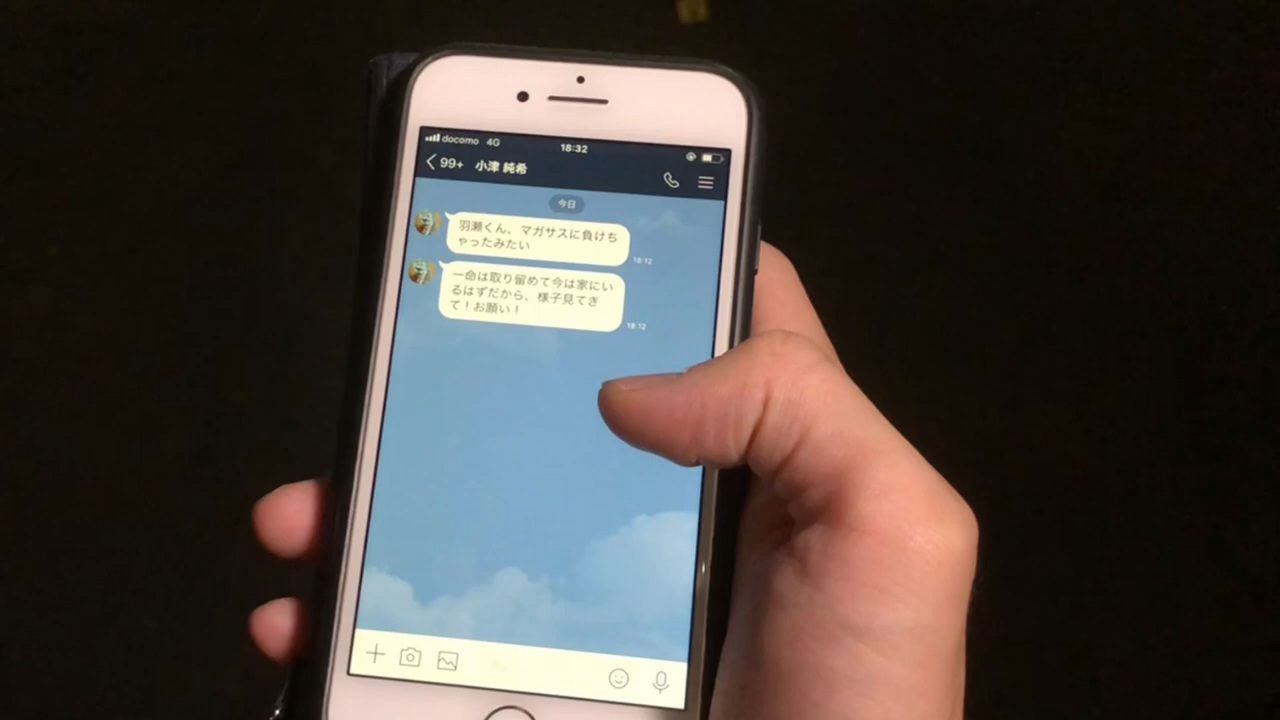 docomo 4G
18:32
99+ 小津 純希
今日
羽瀬くん、マガサスに負けち
ゃったみたい
18:12
一命は取り留めて今は家にい
るはずだから、様子見てき
て！お願い！
18:12